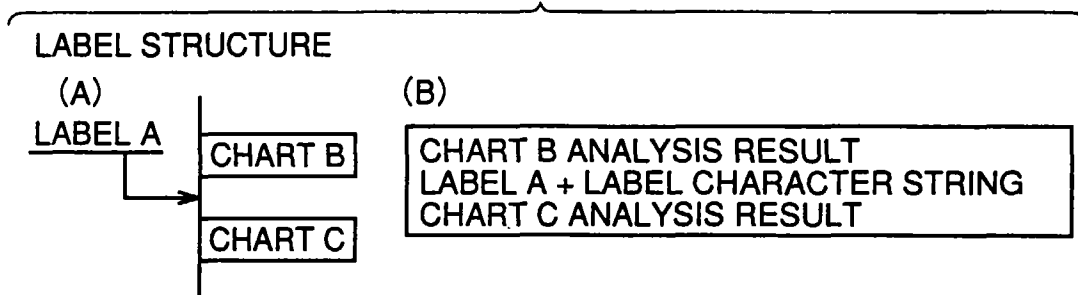 LABEL STRUCTURE
(A)
LABEL A
CHART B
CHART C
(B)
CHART B ANALYSIS RESULT
LABEL A + LABEL CHARACTER STRING
CHART C ANALYSIS RESULT